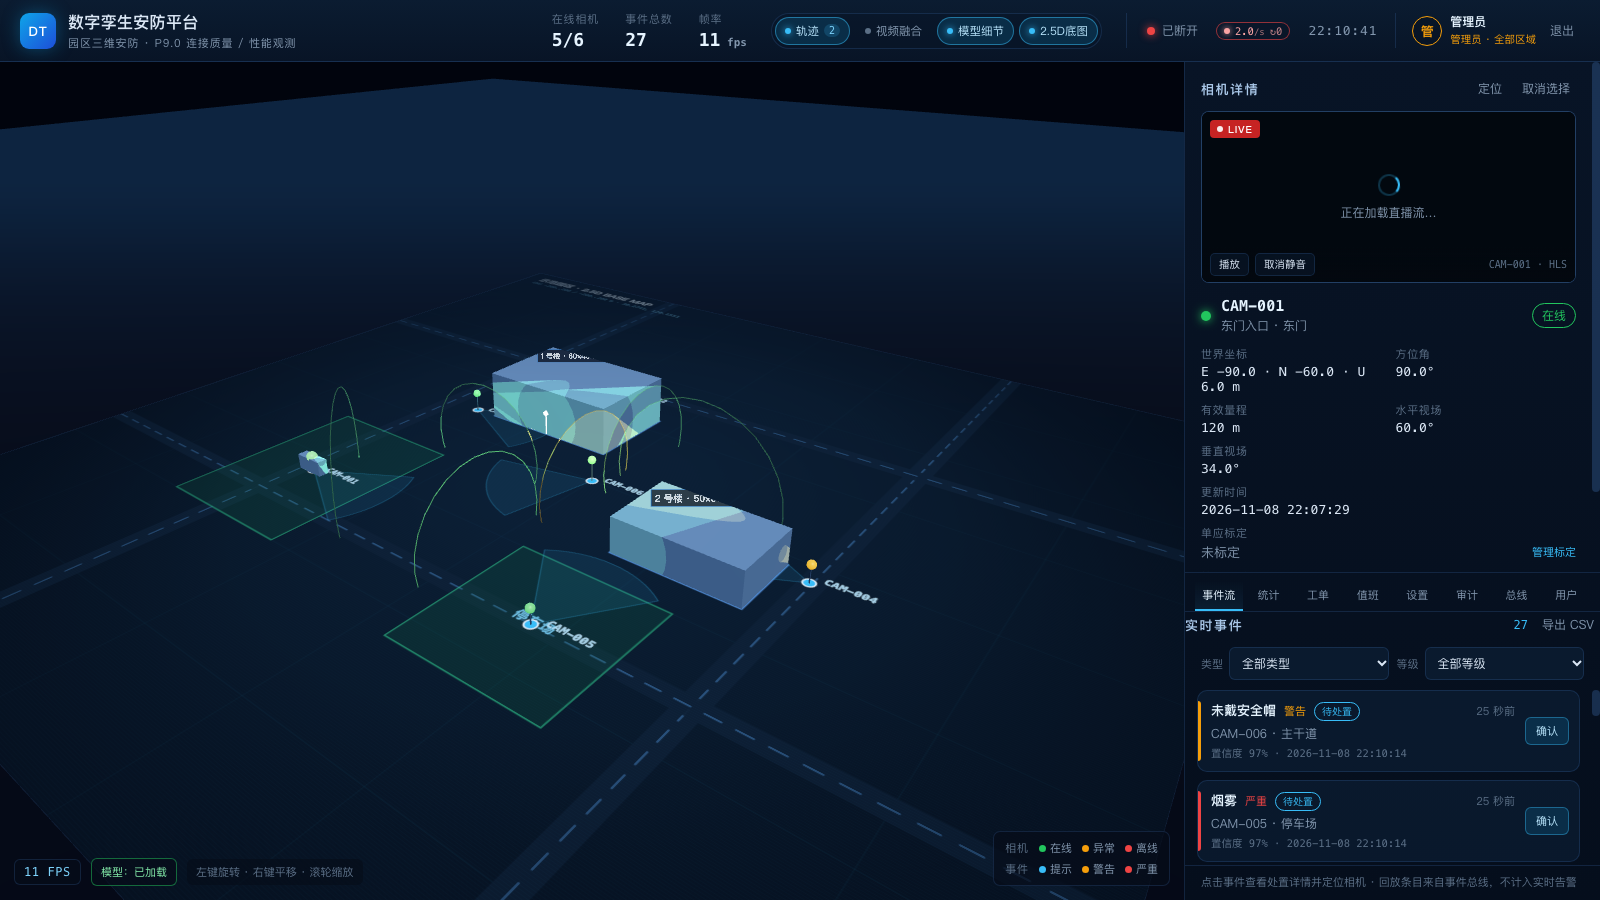 DT
数字孪生安防平台
园区三维安防 · P9.0 连接质量 / 性能观测
在线相机
5/6
事件总数
27
帧率
11 fps
轨迹 2
视频融合
模型细节
2.5D底图
已断开
2.0/s ↻0
22:10:41
管
管理员
管理员 · 全部区域
退出
1 号楼 · 60x40
CAM-001
CAM-006
2 号楼 · 50x
CAM-004
停车场
CAM-005
2.5D BASE MAP
11 FPS
模型: 已加载
左键旋转 · 右键平移 · 滚轮缩放
相机 在线 异常 离线
事件 提示 警告 严重
相机详情
定位
取消选择
LIVE
正在加载直播流…
播放
取消静音
CAM-001 · HLS
CAM-001
东门入口 · 东门
在线
世界坐标
E -90.0 · N -60.0 · U 6.0 m
方位角
90.0°
有效量程
120 m
水平视场
60.0°
垂直视场
34.0°
更新时间
2026-11-08 22:07:29
单应标定
未标定
管理标定
事件流
统计
工单
值班
设置
审计
总线
用户
实时事件
27
导出 CSV
类型
全部类型
等级
全部等级
未戴安全帽 警告 待处置
25 秒前
CAM-006 · 主干道
置信度 97% · 2026-11-08 22:10:14
确认
烟雾 严重 待处置
25 秒前
CAM-005 · 停车场
置信度 97% · 2026-11-08 22:10:14
确认
点击事件查看处置详情并定位相机 · 回放条目来自事件总线，不计入实时告警